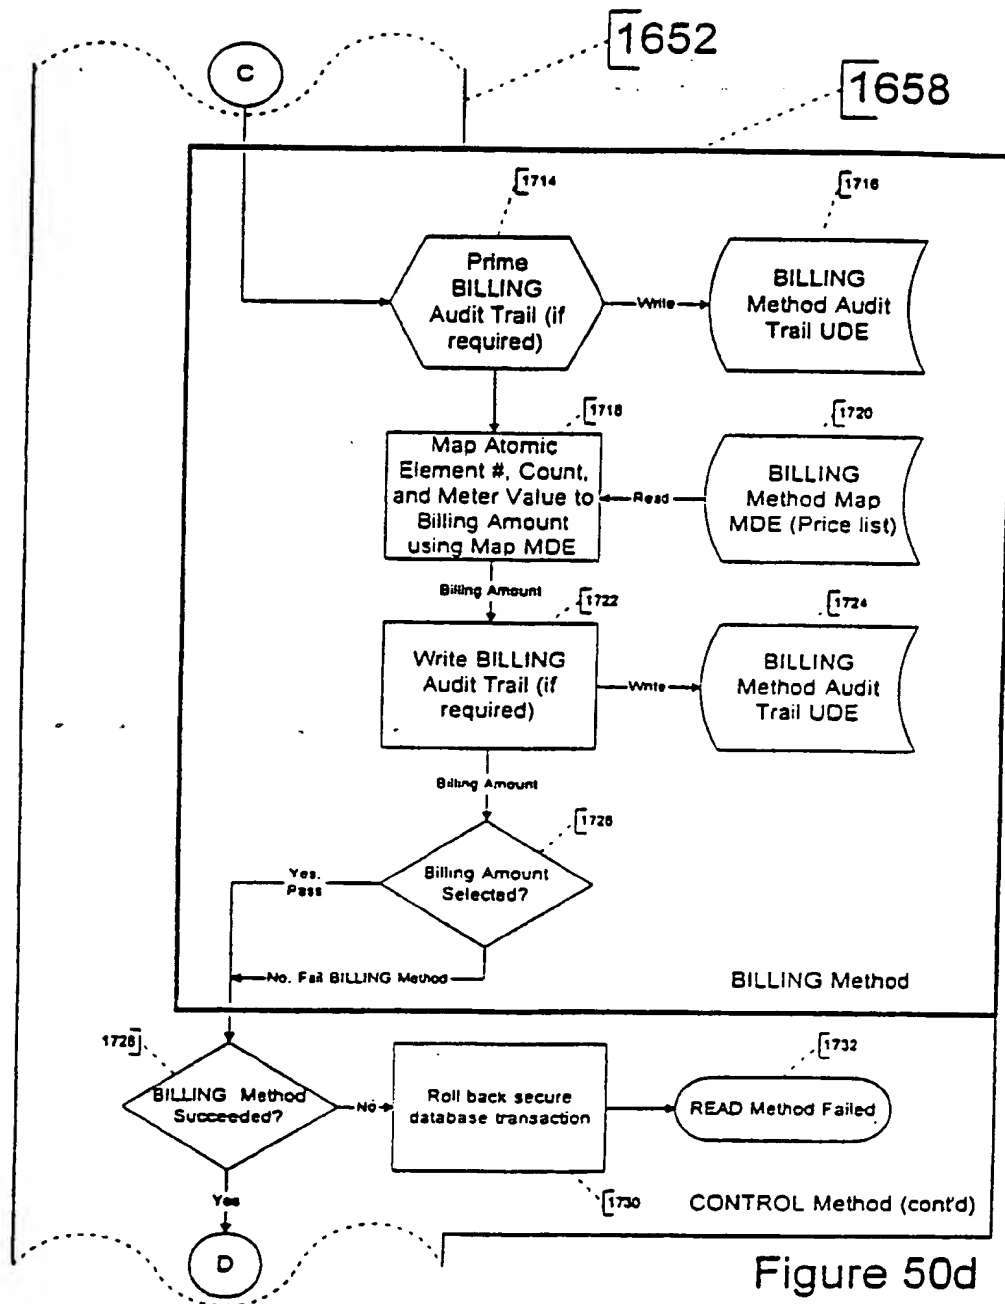 1652
C
1658
1714
1716
Prime
BILLING
Audit Trail (if
required)
Write
BILLING
Method Audit
Trail UDE
1718
1720
Map Atomic
Element #, Count,
and Meter Value to
Billing Amount
using Map MDE
Read
BILLING
Method Map
MDE (Price list)
Billing Amount
1722
1724
Write BILLING
Audit Trail (if
required)
Write
BILLING
Method Audit
Trail UDE
Billing Amount
1726
Yes.
Pass
Billing Amount
Selected?
No. Fail BILLING Method
BILLING Method
1728
1732
BILLING Method
Succeeded?
No
Roll back secure
database transaction
READ Method Failed
Yes
1730
CONTROL Method (cont'd)
D
Figure 50d